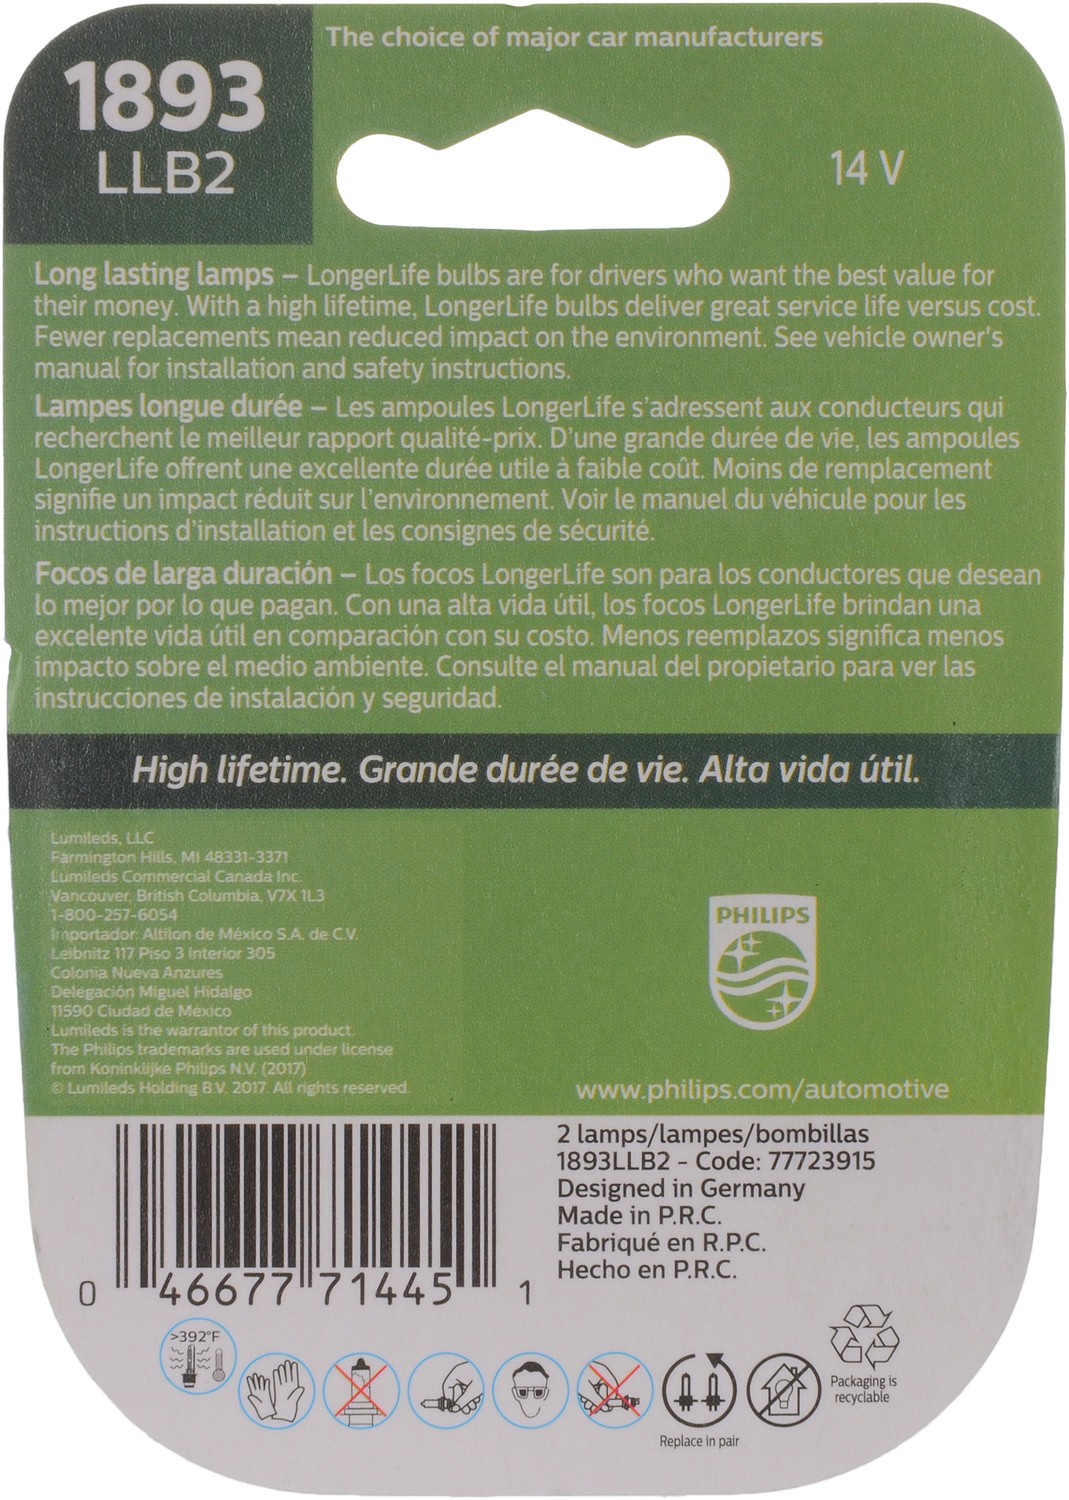 The choice of major car manufacturers
1893
LLB2
14 V
Long lasting lamps – LongerLife bulbs are for drivers who want the best value for
their money. With a high lifetime, LongerLife bulbs deliver great service life versus cost.
Fewer replacements mean reduced impact on the environment. See vehicle owner's
manual for installation and safety instructions.
Lampes longue durée – Les ampoules LongerLife s'adressent aux conducteurs qui
recherchent le meilleur rapport qualité-prix. D'une grande durée de vie, les ampoules
LongerLife offrent une excellente durée utile à faible coût. Moins de remplacement
signifie un impact réduit sur l'environnement. Voir le manuel du véhicule pour les
instructions d'installation et les consignes de sécurité.
Focos de larga duración – Los focos LongerLife son para los conductores que desean
lo mejor por lo que pagan. Con una alta vida útil, los focos LongerLife brindan una
excelente vida útil en comparación con su costo. Menos reemplazos significa menos
impacto sobre el medio ambiente. Consulte el manual del propietario para ver las
instrucciones de instalación y seguridad.
High lifetime. Grande durée de vie. Alta vida útil.
Lumileds, LLC
Farmington Hills, MI 48331-3371
Lumileds Commercial Canada Inc.
Vancouver, British Columbia, V7X 1L3
1-800-257-6054
Importador: Altilon de México S.A. de C.V.
Leibnitz 117 Piso 3 Interior 305
Colonia Nueva Anzures
Delegación Miguel Hidalgo
11590 Ciudad de México
Lumileds is the warrantor of this product.
The Philips trademarks are used under license
from Koninklijke Philips N.V. (2017)
© Lumileds Holding B.V. 2017. All rights reserved.
PHILIPS
www.philips.com/automotive
2 lamps/lampes/bombillas
1893LLB2 - Code: 77723915
Designed in Germany
Made in P.R.C.
Fabriqué en R.P.C.
Hecho en P.R.C.
0 46677 71445 1
>392°F
Replace in pair
Packaging is
recyclable